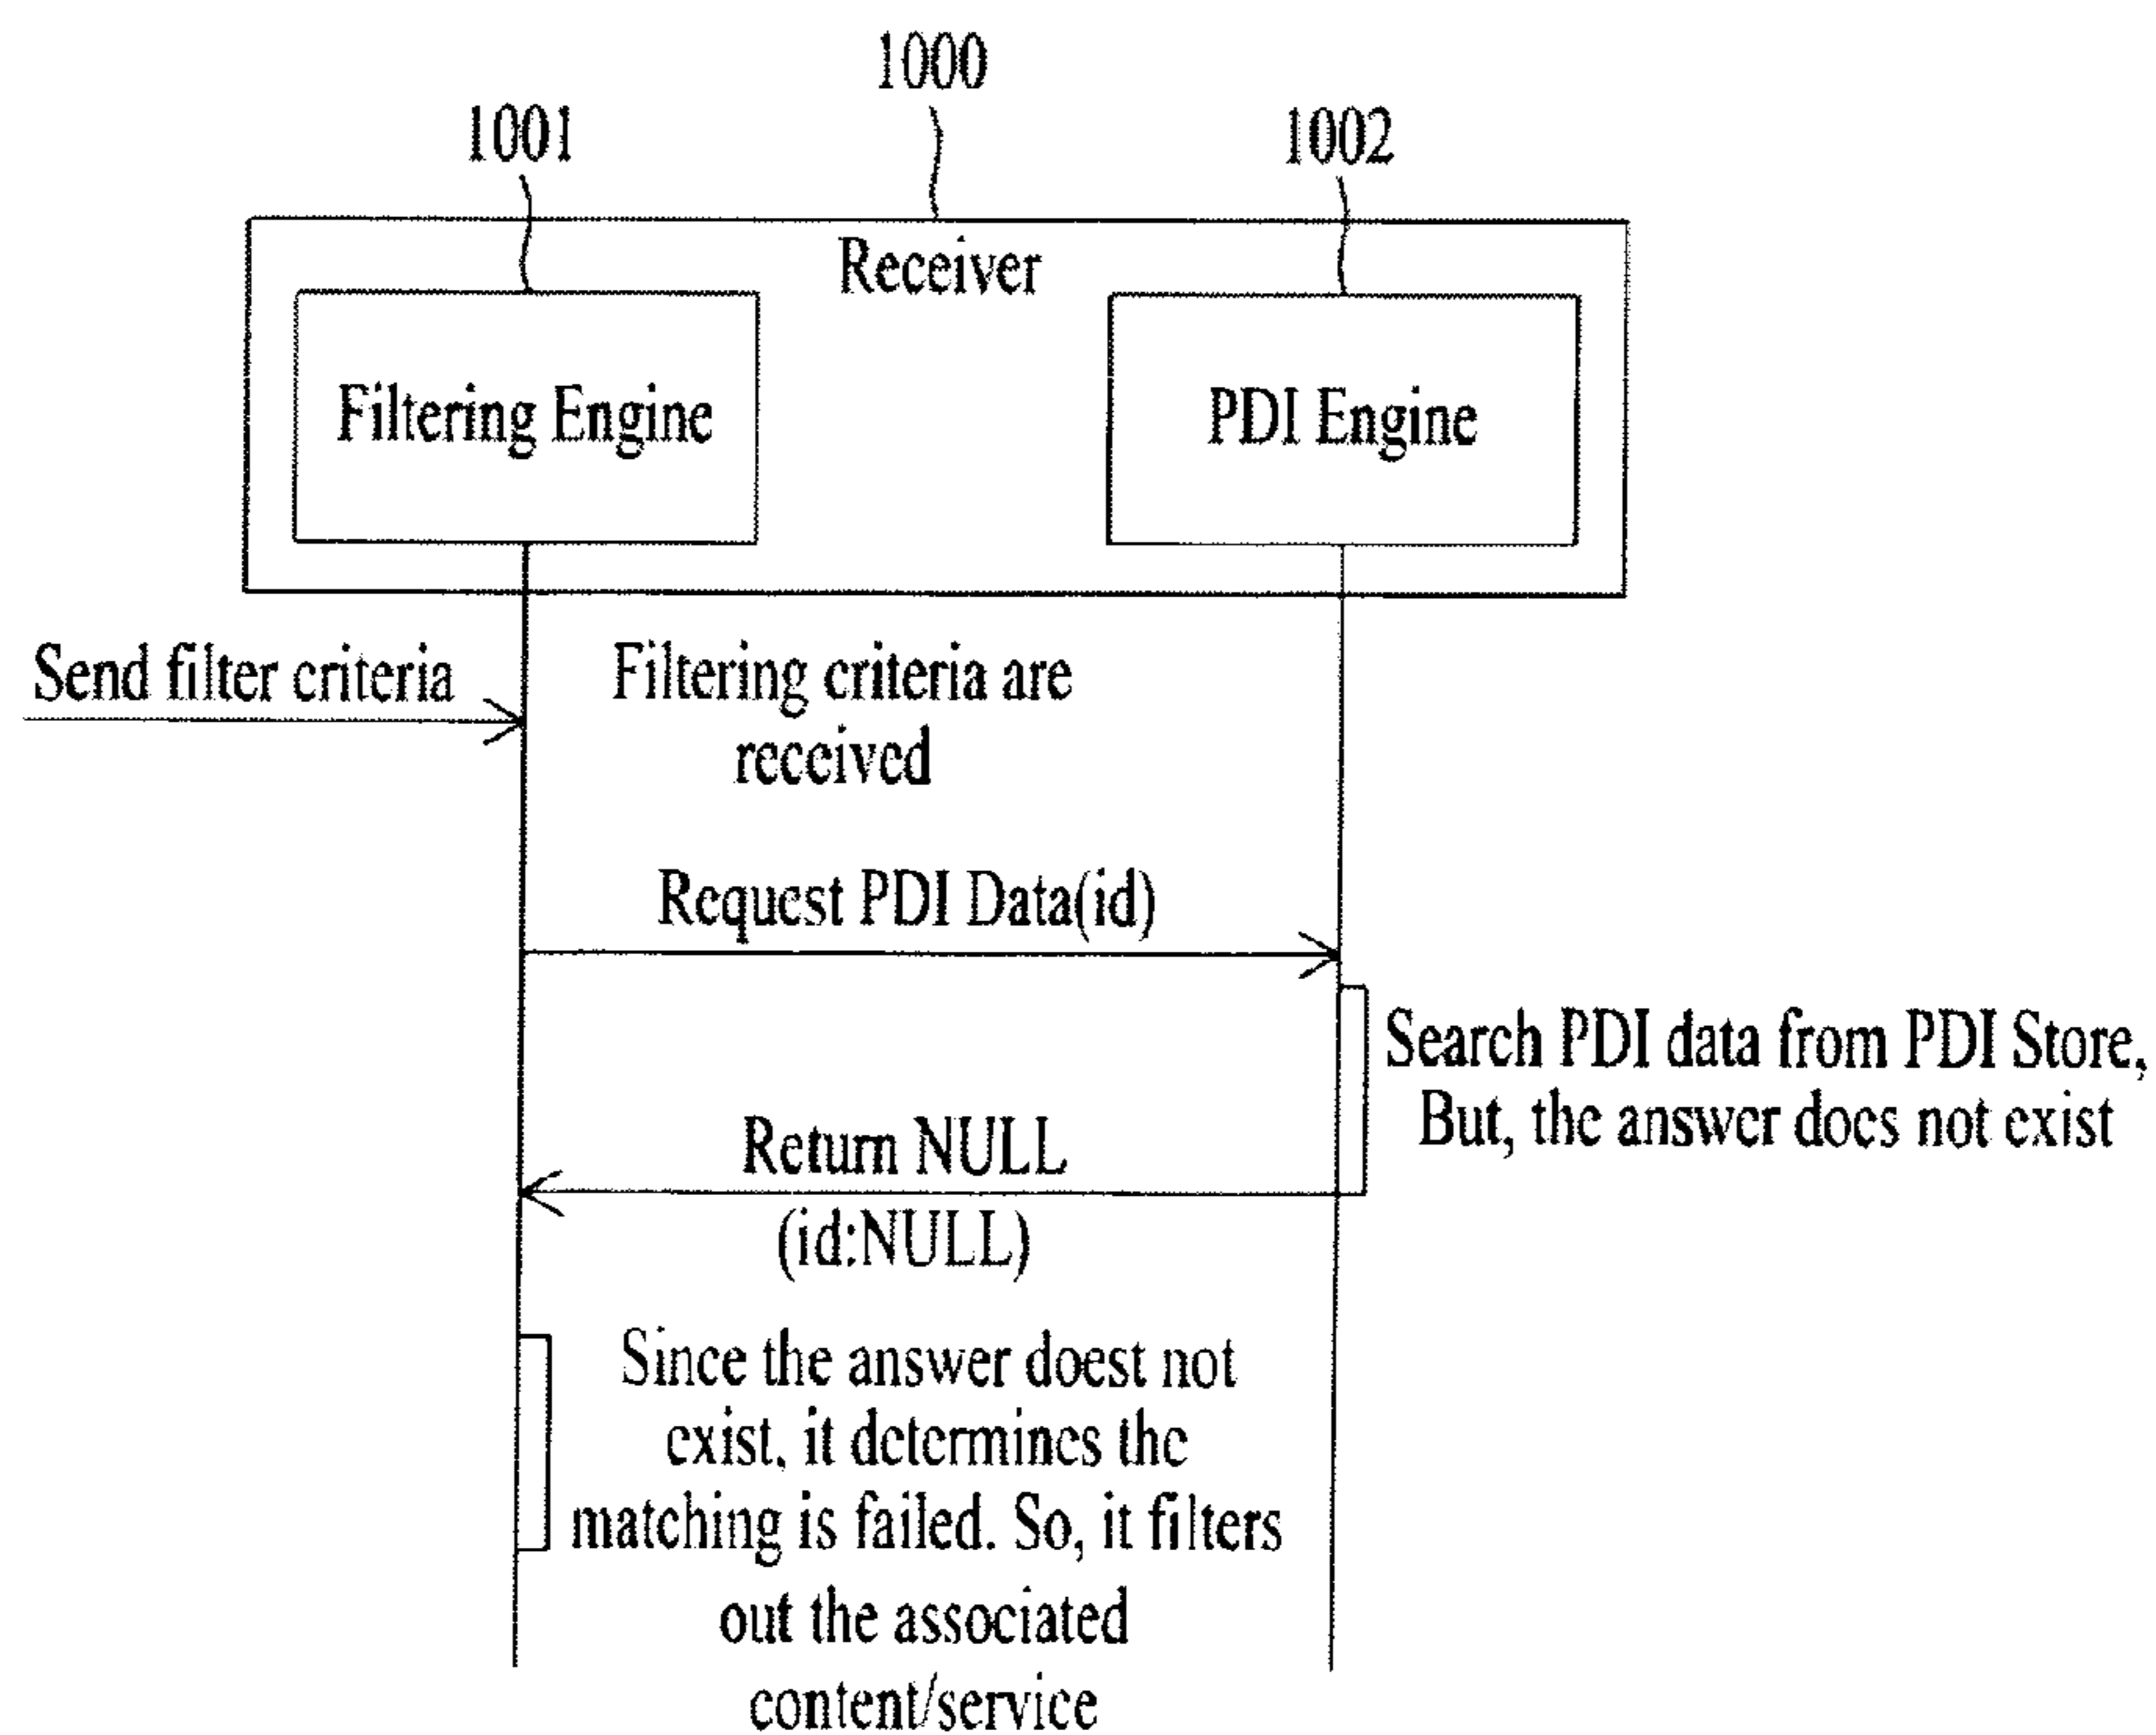 1000
1001
1002
Receiver
Filtering Engine
PDI Engine
Send filter criteria
Filtering criteria are
received
Request PDI Data(id)
Search PDI data from PDI Store,
But, the answer does not exist
Return NULL
(id:NULL)
Since the answer doest not
exist, it determines the
matching is failed. So, it filters
out the associated
content/service